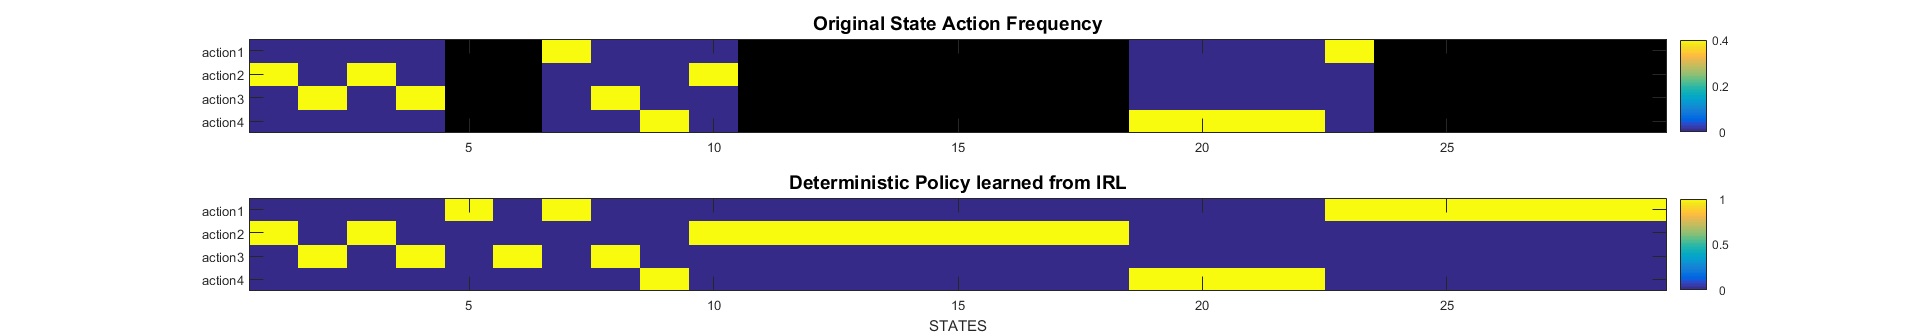 Original State Action Frequency
action1
action2
action3
action4
5 10 15 20 25
0.4
0.2
0
Deterministic Policy learned from IRL
action1
action2
action3
action4
5 10 15 20 25
STATES
1
0.5
0